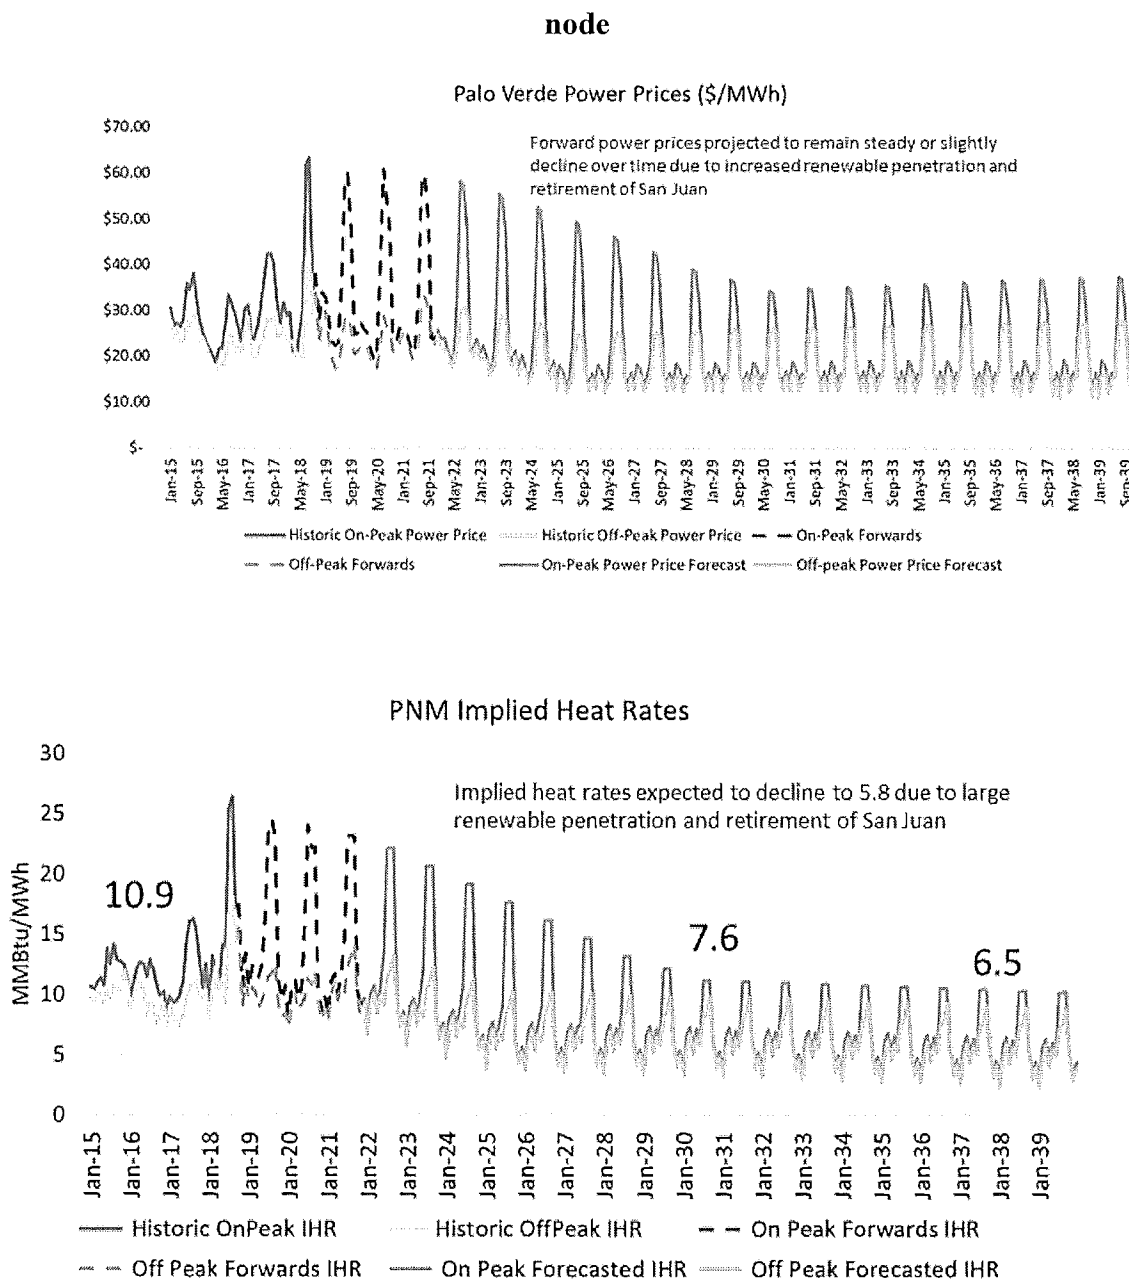 node
Palo Verde Power Prices ($/MWh)
$70.00
$60.00
$50.00
$40.00
$30.00
$20.00
$10.00
$-
Forward power prices projected to remain steady or slightly
decline over time due to increased renewable penetration and
retirement of San Juan
Jan-15
Sep-15
May-16
Jan-17
Sep-17
May-18
Jan-19
Sep-19
May-20
Jan-21
Sep-21
May-22
Jan-23
Sep-23
May-24
Jan-25
Sep-25
May-26
Jan-27
Sep-27
May-28
Jan-29
Sep-29
May-30
Jan-31
Sep-31
May-32
Jan-33
Sep-33
May-34
Jan-35
Sep-35
May-36
Jan-37
Sep-37
May-38
Jan-39
Sep-39
Historic On-Peak Power Price Historic Off-Peak Power Price On-Peak Forwards
Off-Peak Forwards On-Peak Power Price Forecast Off-peak Power Price Forecast
PNM Implied Heat Rates
MMBtu/MWh
30
25
20
15
10
5
0
Implied heat rates expected to decline to 5.8 due to large
renewable penetration and retirement of San Juan
10.9
7.6
6.5
Jan-15
Jan-16
Jan-17
Jan-18
Jan-19
Jan-20
Jan-21
Jan-22
Jan-23
Jan-24
Jan-25
Jan-26
Jan-27
Jan-28
Jan-29
Jan-30
Jan-31
Jan-32
Jan-33
Jan-34
Jan-35
Jan-36
Jan-37
Jan-38
Jan-39
Historic OnPeak IHR Historic OffPeak IHR On Peak Forwards IHR
Off Peak Forwards IHR On Peak Forecasted IHR Off Peak Forecasted IHR